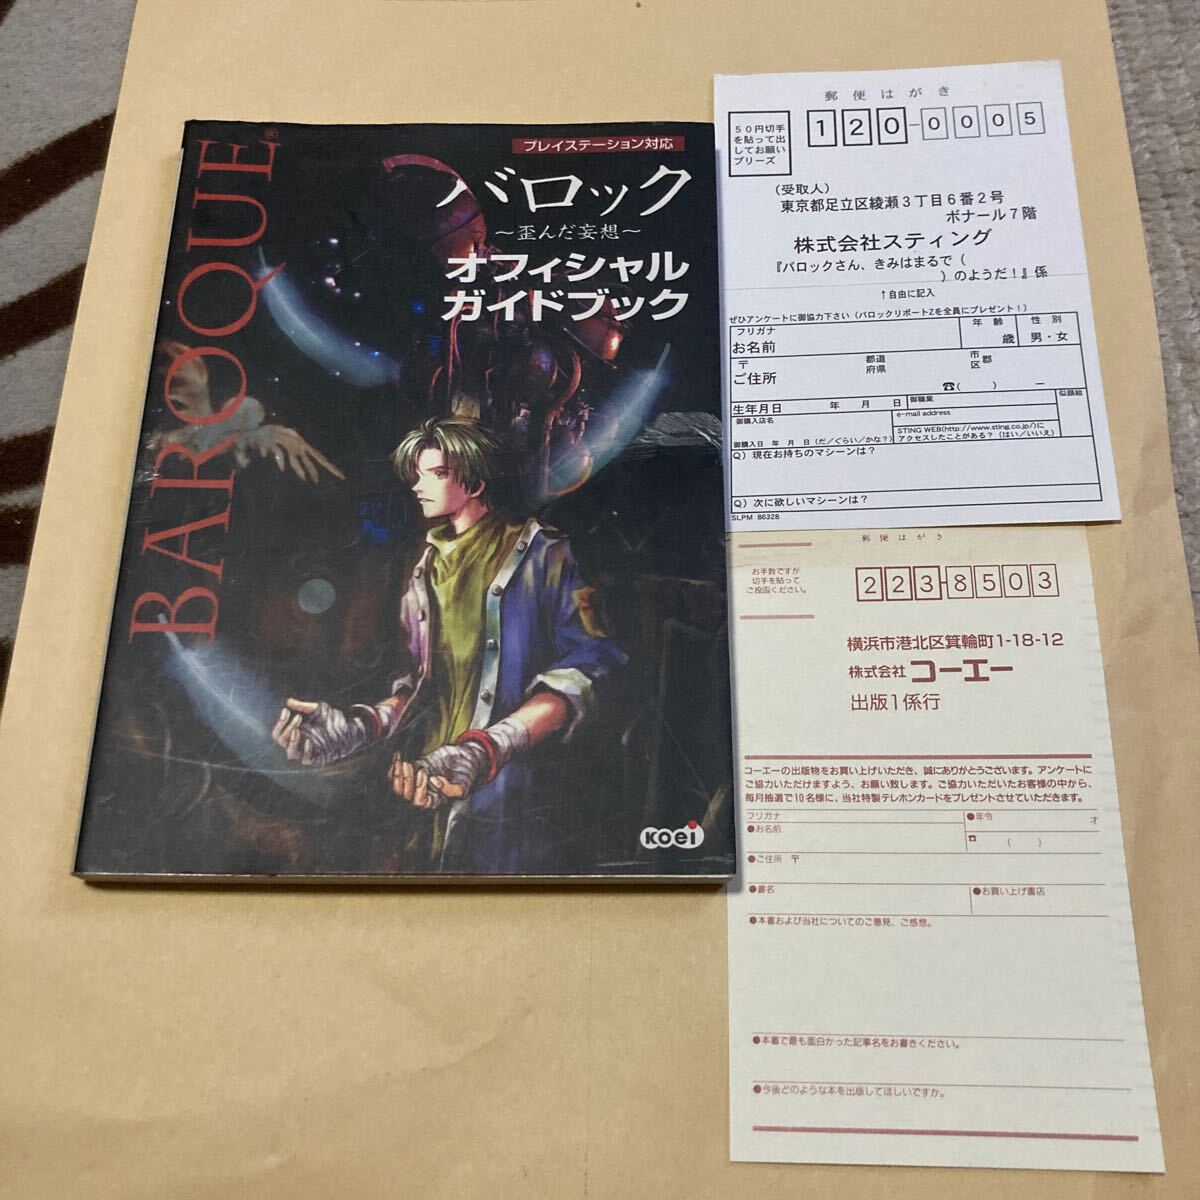 BAROQUE®
プレイステーション対応
バロック
～歪んだ妄想～
オフィシャル
ガイドブック
KOEI
郵便はがき
50円切手
を貼って出
してお願い
プリーズ
120-0005
(受取人)
東京都足立区綾瀬3丁目6番2号
ボナール7階
株式会社スティング
『バロックさん、きみはまるで(
)のようだ!』係
↑自由に記入
ぜひアンケートに御協力下さい(バロックリポートZを全員にプレゼント!)
フリガナ
お名前
年 齢
歳
性 別
男・女
〒
ご住所
都道
府県
市
区
郡
☎( ) ー
生年月日 年 月 日
御職業
似顔絵
御購入店名
e-mail address
STING WEB(http://www.sting.co.jp/)に
アクセスしたことがある?(はい/いいえ)
御購入日 年 月 日(だ/ぐらい/かな?)
Q)現在お持ちのマシーンは?
Q)次に欲しいマシーンは?
SLPM 86328
郵便はがき
お手数ですが
切手を貼って
ご投函ください。
223-8503
横浜市港北区箕輪町1-18-12
株式会社 コーエー
出版1係行
コーエーの出版物をお買い上げいただき、誠にありがとうございます。アンケートに
ご協力いただけますよう、お願い致します。ご協力いただいたお客様の中から、
毎月抽選で10名様に、当社特製テレホンカードをプレゼントさせていただきます。
フリガナ
●お名前
●年令
才
☎ ( )
●ご住所 〒
●書名
●お買い上げ書店
●本書および当社についてのご意見、ご感想。
●本書で最も面白かった記事名をお書きください。
●今後どのような本を出版してほしいですか。